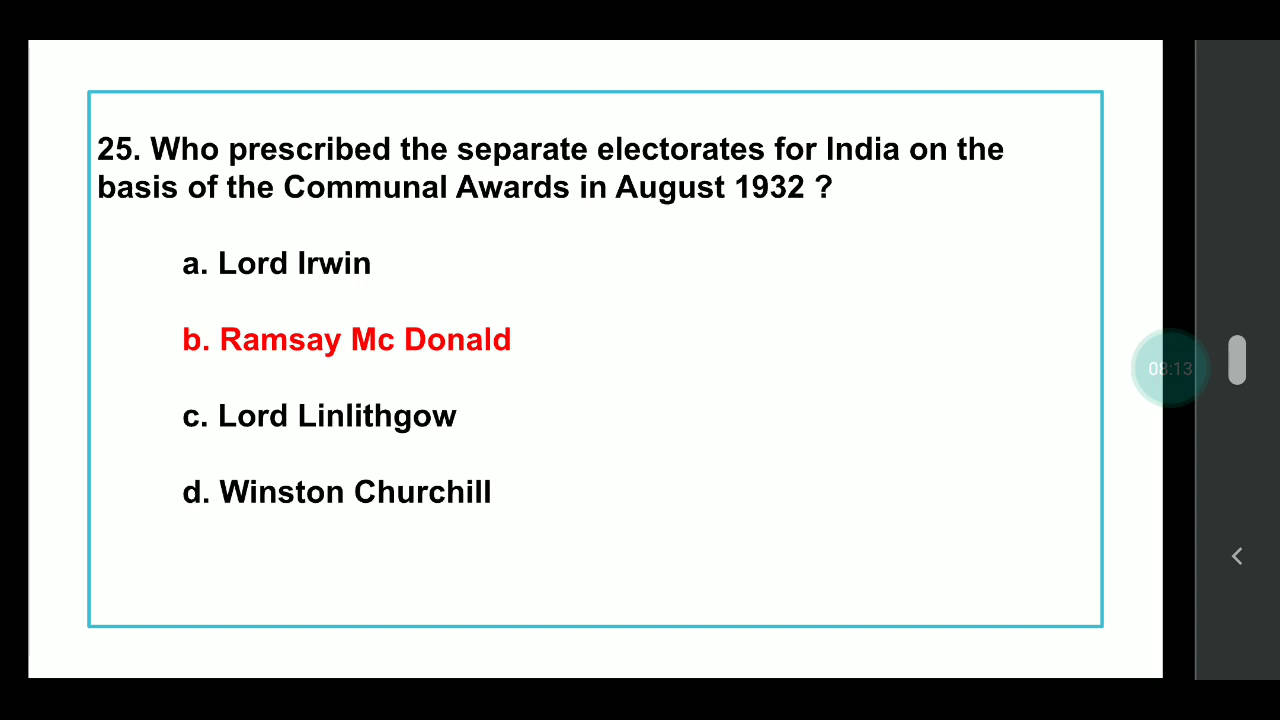 25. Who prescribed the separate electorates for India on the
basis of the Communal Awards in August 1932 ?
a. Lord Irwin
b. Ramsay Mc Donald
c. Lord Linlithgow
d. Winston Churchill
08:13